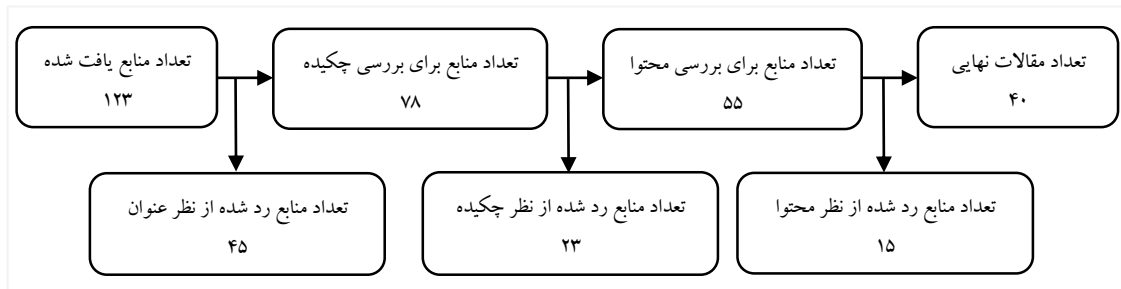 تعداد منابع یافت شده
۱۲۳
تعداد منابع برای بررسی چکیده
۷۸
تعداد منابع برای بررسی محتوا
۵۵
تعداد مقالات نهایی
۴۰
تعداد منابع رد شده از نظر عنوان
۴۵
تعداد منابع رد شده از نظر چکیده
۲۳
تعداد منابع رد شده از نظر محتوا
۱۵